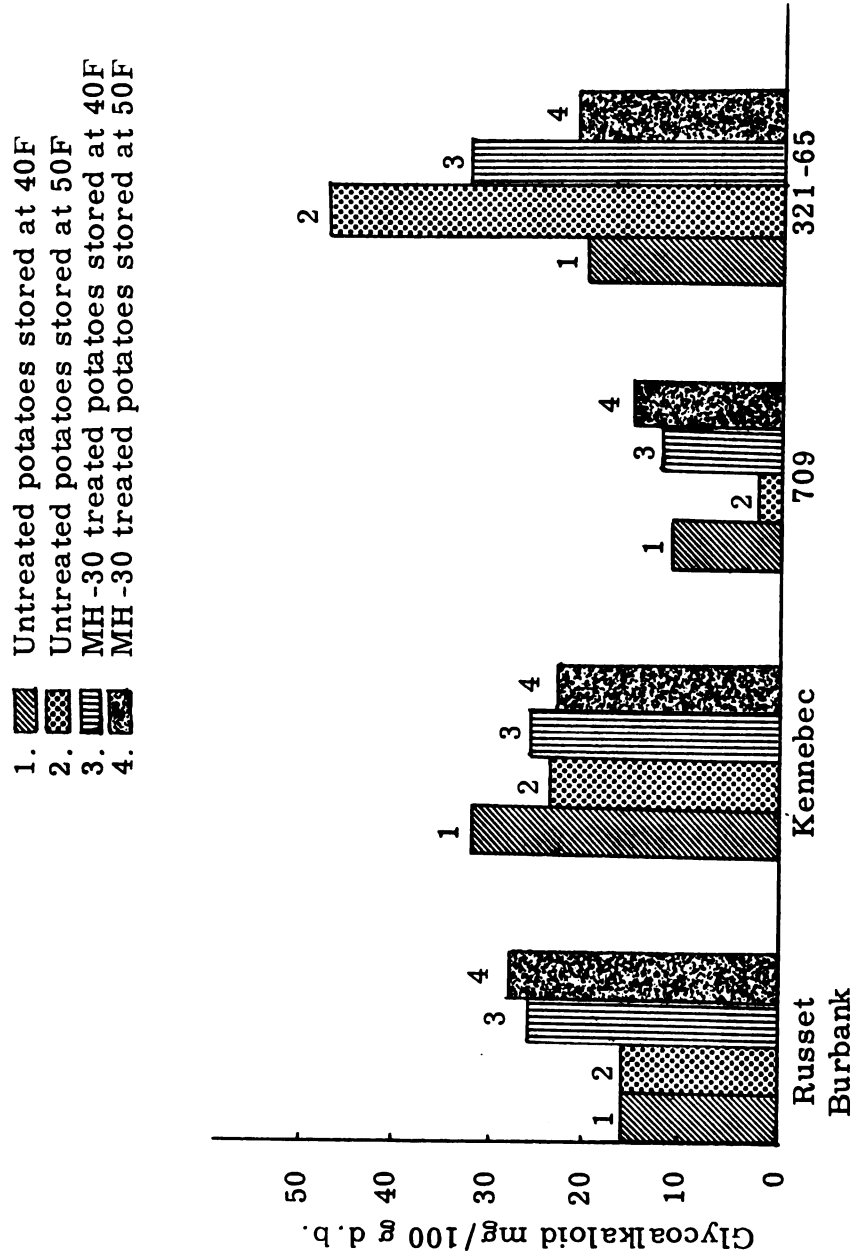 1. Untreated potatoes stored at 40F
2. Untreated potatoes stored at 50F
3. MH-30 treated potatoes stored at 40F
4. MH-30 treated potatoes stored at 50F
Glycoalkaloid mg/100 g d.b.
50
40
30
20
10
0
1 2 3 4
1 2 3 4
1 2 3 4
1 2 3 4
Russet
Burbank
Kennebec
709
321-65